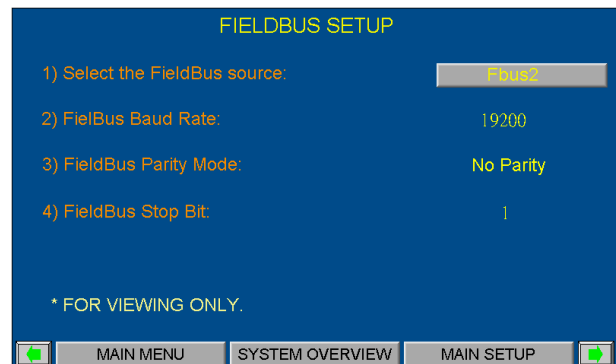 FIELDBUS SETUP
1) Select the FieldBus source: Fbus2
2) FielBus Baud Rate: 19200
3) FieldBus Parity Mode: No Parity
4) FieldBus Stop Bit: 1
* FOR VIEWING ONLY.
MAIN MENU SYSTEM OVERVIEW MAIN SETUP